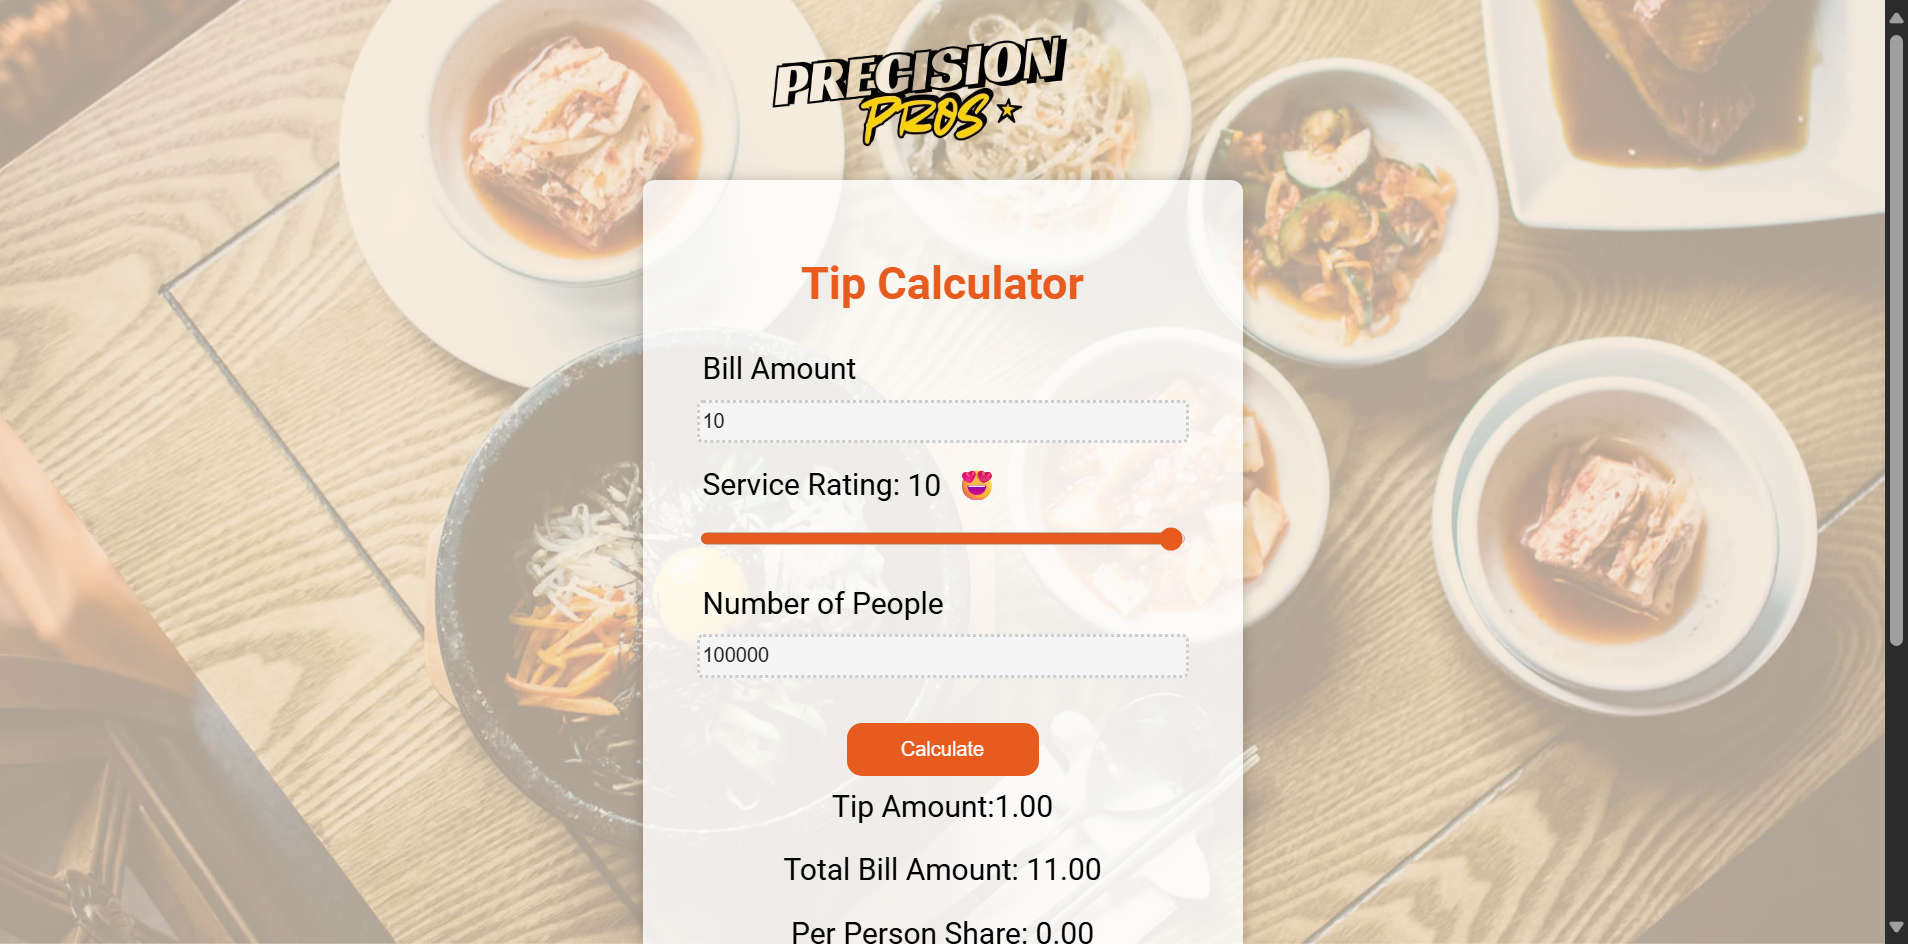 PRECISION
PROS
Tip Calculator
Bill Amount
10
Service Rating: 10 😍
Number of People
100000
Calculate
Tip Amount:1.00
Total Bill Amount: 11.00
Per Person Share: 0.00